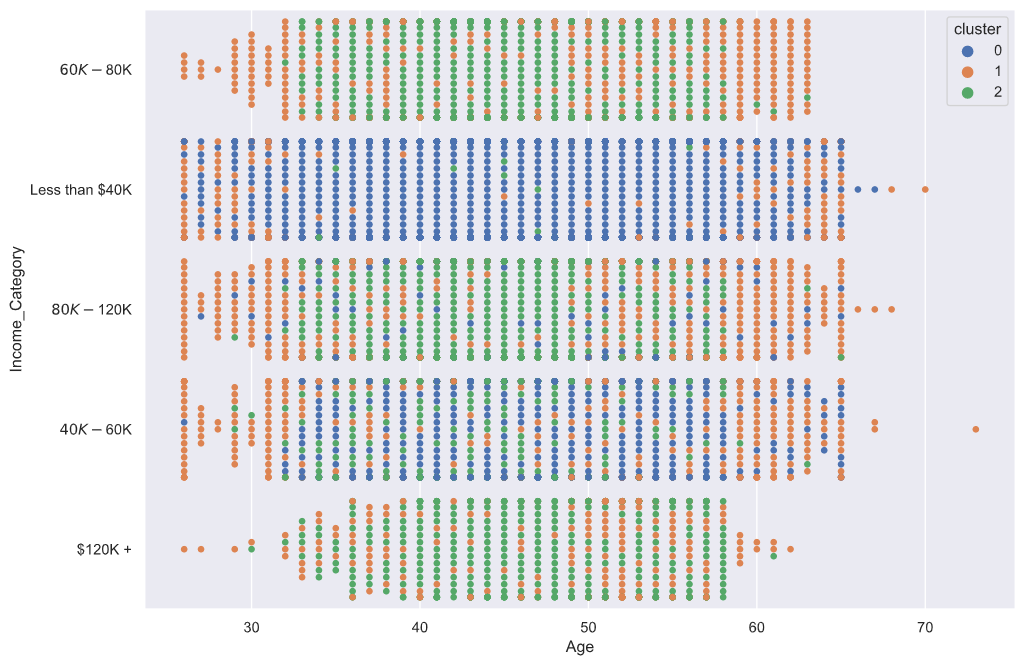 cluster
0
1
2
60K − 80K
Less than $40K
80K − 120K
40K − 60K
$120K +
Income_Category
30 40 50 60 70
Age